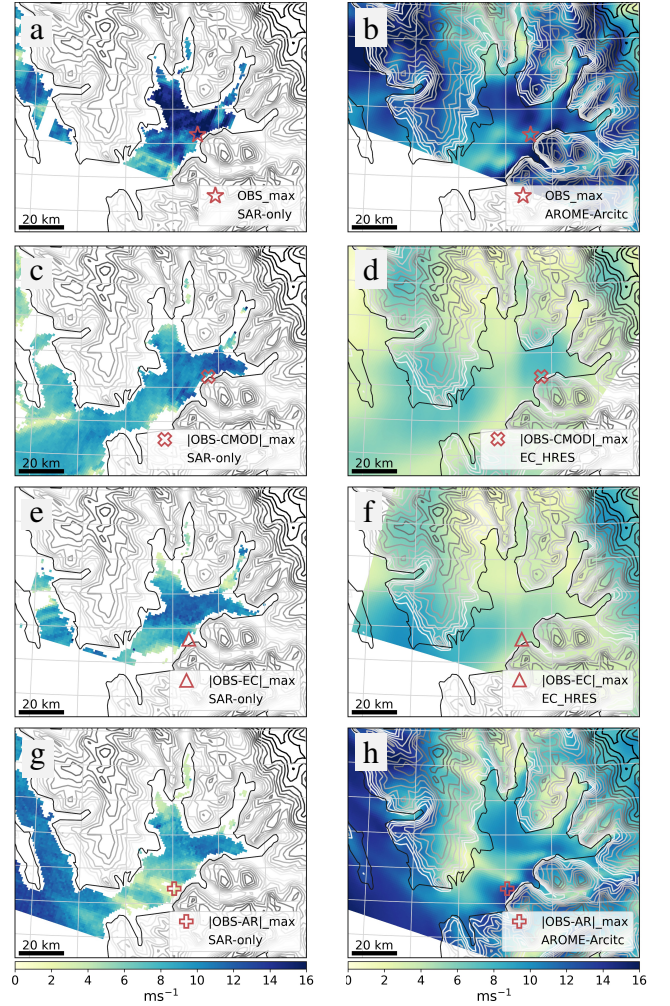 a
OBS_max
SAR-only
20 km
b
OBS_max
AROME-Arcitc
20 km
c
|OBS-CMOD|_max
SAR-only
20 km
d
|OBS-CMOD|_max
EC_HRES
20 km
e
|OBS-EC|_max
SAR-only
20 km
f
|OBS-EC|_max
EC_HRES
20 km
g
|OBS-AR|_max
SAR-only
20 km
h
|OBS-AR|_max
AROME-Arcitc
20 km
0 2 4 6 8 10 12 14 16
ms⁻¹
0 2 4 6 8 10 12 14 16
ms⁻¹